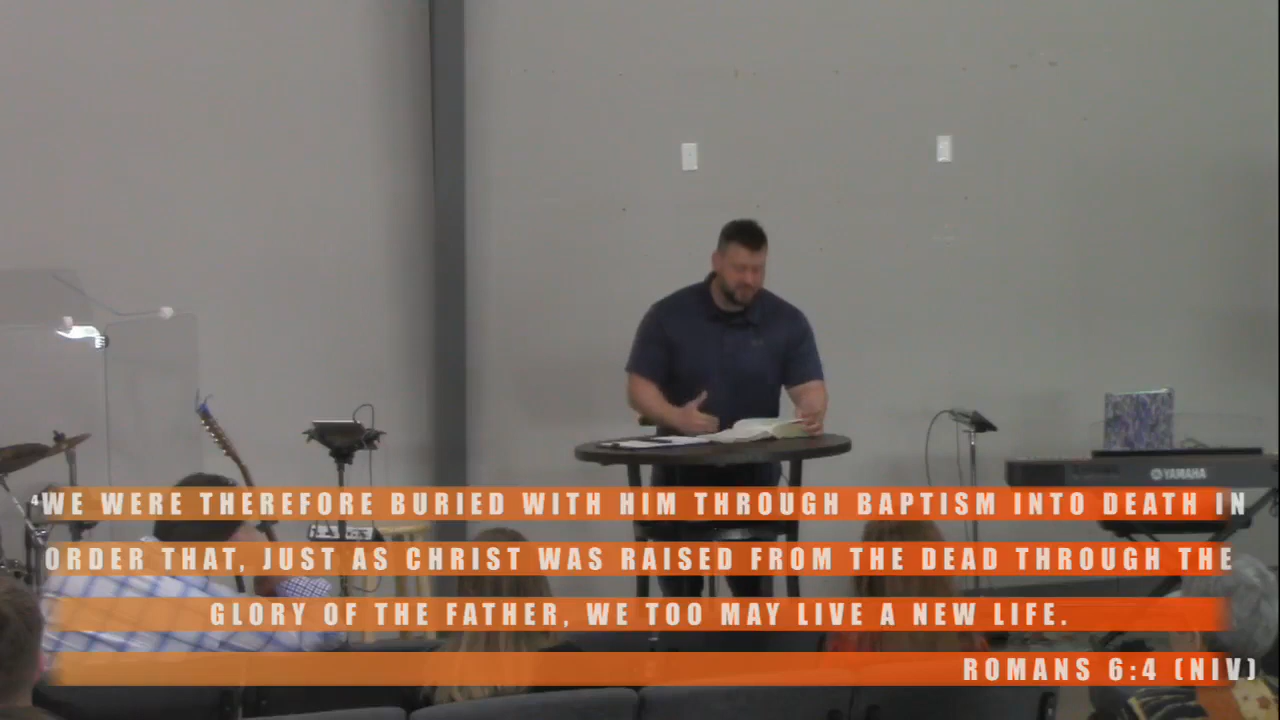 YAMAHA
⁴WE WERE THEREFORE BURIED WITH HIM THROUGH BAPTISM INTO DEATH IN
ORDER THAT, JUST AS CHRIST WAS RAISED FROM THE DEAD THROUGH THE
GLORY OF THE FATHER, WE TOO MAY LIVE A NEW LIFE.
ROMANS 6:4 (NIV)